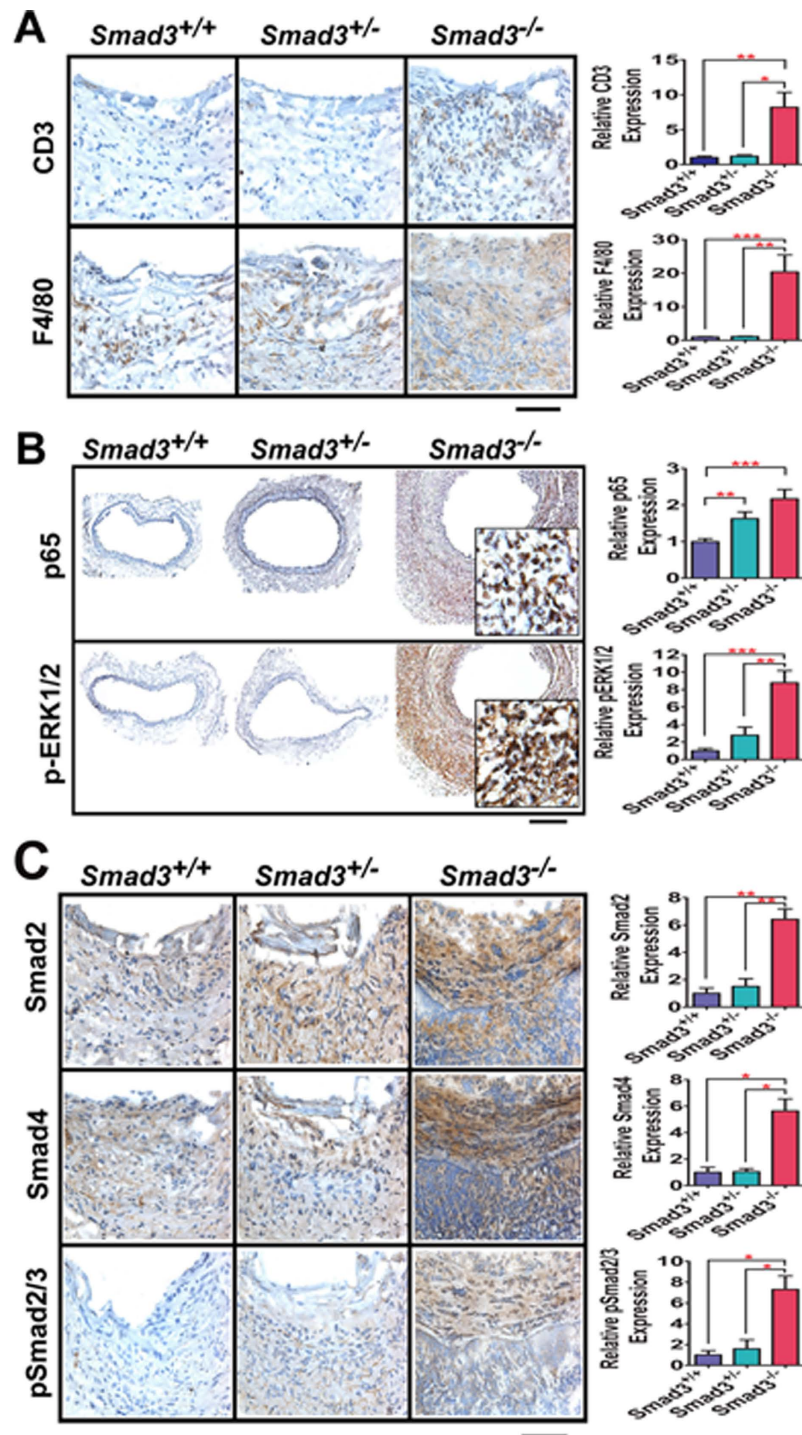 A
Smad3+/+ Smad3+/- Smad3-/-
CD3
15
10
5
0
Relative CD3
Expression
**
*
Smad3+/+
Smad3+/-
Smad3-/-
F4/80
30
20
10
0
Relative F4/80
Expression
***
**
Smad3+/+
Smad3+/-
Smad3-/-
B
Smad3+/+ Smad3+/- Smad3-/-
p65
3
2
1
0
Relative p65
Expression
***
**
Smad3+/+
Smad3+/-
Smad3-/-
p-ERK1/2
12
10
8
6
4
2
0
Relative pERK1/2
Expression
***
**
Smad3+/+
Smad3+/-
Smad3-/-
C
Smad3+/+ Smad3+/- Smad3-/-
Smad2
8
6
4
2
0
Relative Smad2
Expression
**
**
Smad3+/+
Smad3+/-
Smad3-/-
Smad4
8
6
4
2
0
Relative Smad4
Expression
*
*
Smad3+/+
Smad3+/-
Smad3-/-
pSmad2/3
10
8
6
4
2
0
Relative pSmad2/3
Expression
*
*
Smad3+/+
Smad3+/-
Smad3-/-